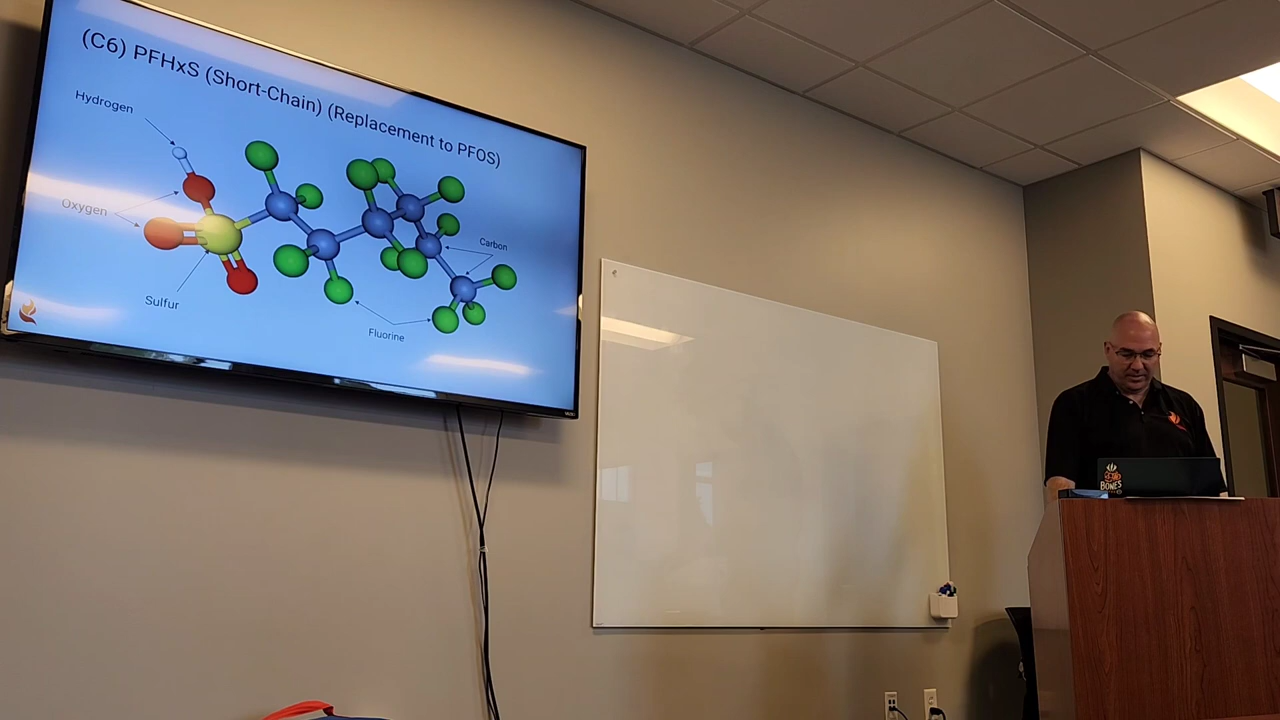 (C6) PFHxS (Short-Chain) (Replacement to PFOS)
Hydrogen
Oxygen
Carbon
Sulfur
Fluorine
BONES